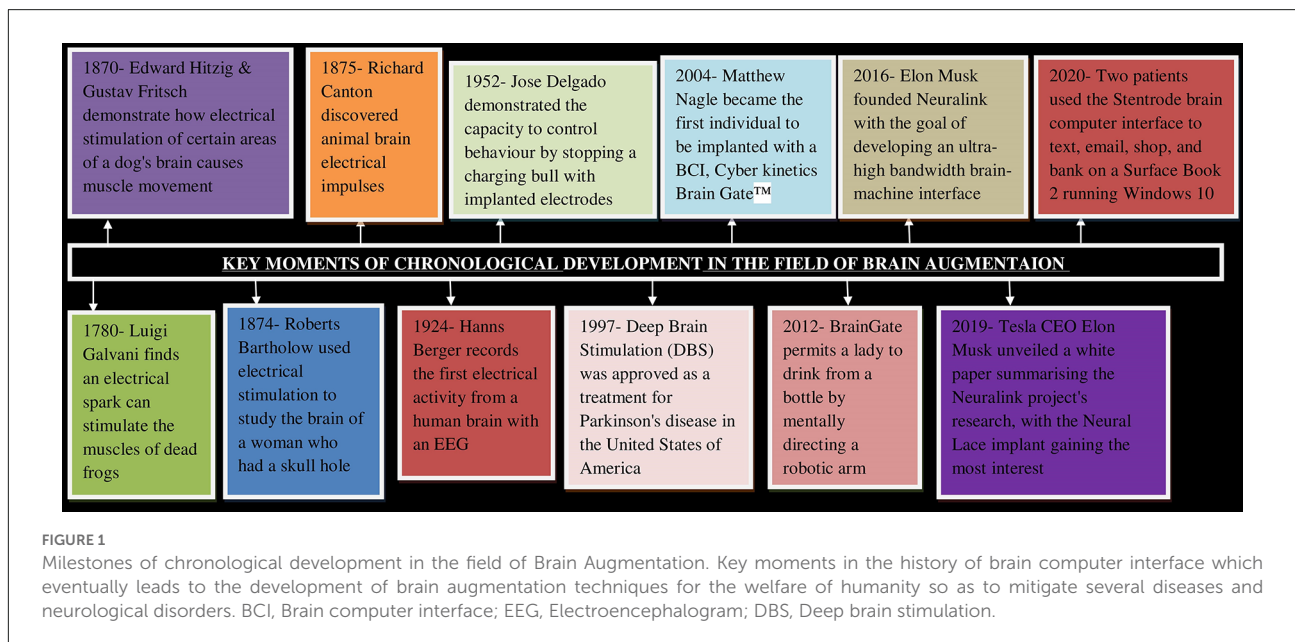 1870- Edward Hitzig &
Gustav Fritsch
demonstrate how electrical
stimulation of certain areas
of a dog's brain causes
muscle movement
1875- Richard
Canton
discovered
animal brain
electrical
impulses
1952- Jose Delgado
demonstrated the
capacity to control
behaviour by stopping a
charging bull with
implanted electrodes
2004- Matthew
Nagle became the
first individual to
be implanted with a
BCI, Cyber kinetics
Brain Gate™
2016- Elon Musk
founded Neuralink
with the goal of
developing an ultra-
high bandwidth brain-
machine interface
2020- Two patients
used the Stentrode brain
computer interface to
text, email, shop, and
bank on a Surface Book
2 running Windows 10
KEY MOMENTS OF CHRONOLOGICAL DEVELOPMENT IN THE FIELD OF BRAIN AUGMENTAION
1780- Luigi
Galvani finds
an electrical
spark can
stimulate the
muscles of dead
frogs
1874- Roberts
Bartholow used
electrical
stimulation to
study the brain of
a woman who
had a skull hole
1924- Hanns
Berger records
the first electrical
activity from a
human brain with
an EEG
1997- Deep Brain
Stimulation (DBS)
was approved as a
treatment for
Parkinson's disease in
the United States of
America
2012- BrainGate
permits a lady to
drink from a
bottle by
mentally
directing a
robotic arm
2019- Tesla CEO Elon
Musk unveiled a white
paper summarising the
Neuralink project's
research, with the Neural
Lace implant gaining the
most interest
FIGURE 1
Milestones of chronological development in the field of Brain Augmentation. Key moments in the history of brain computer interface which
eventually leads to the development of brain augmentation techniques for the welfare of humanity so as to mitigate several diseases and
neurological disorders. BCI, Brain computer interface; EEG, Electroencephalogram; DBS, Deep brain stimulation.